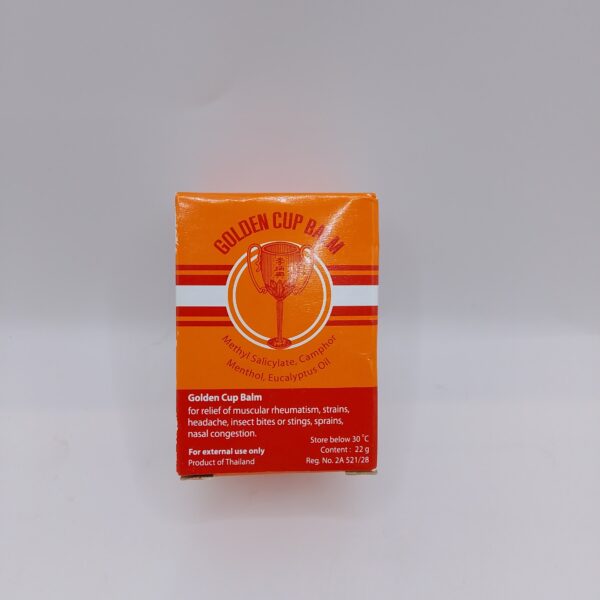 GOLDEN CUP BALM
Methyl Salicylate, Camphor
Menthol, Eucalyptus Oil
Golden Cup Balm
for relief of muscular rheumatism, strains,
headache, insect bites or stings, sprains,
nasal congestion.
For external use only
Product of Thailand
Store below 30 °C
Content : 22 g
Reg. No. 2A 521/28